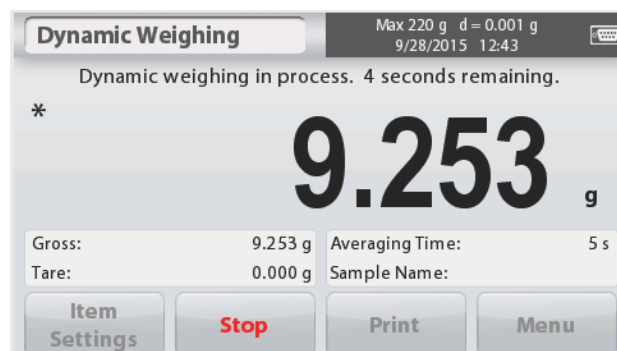 Dynamic Weighing
Max 220 g d = 0.001 g
9/28/2015 12:43
Dynamic weighing in process. 4 seconds remaining.
*
9.253 g
Gross: 9.253 g
Tare: 0.000 g
Averaging Time: 5 s
Sample Name:
Item
Settings
Stop
Print
Menu